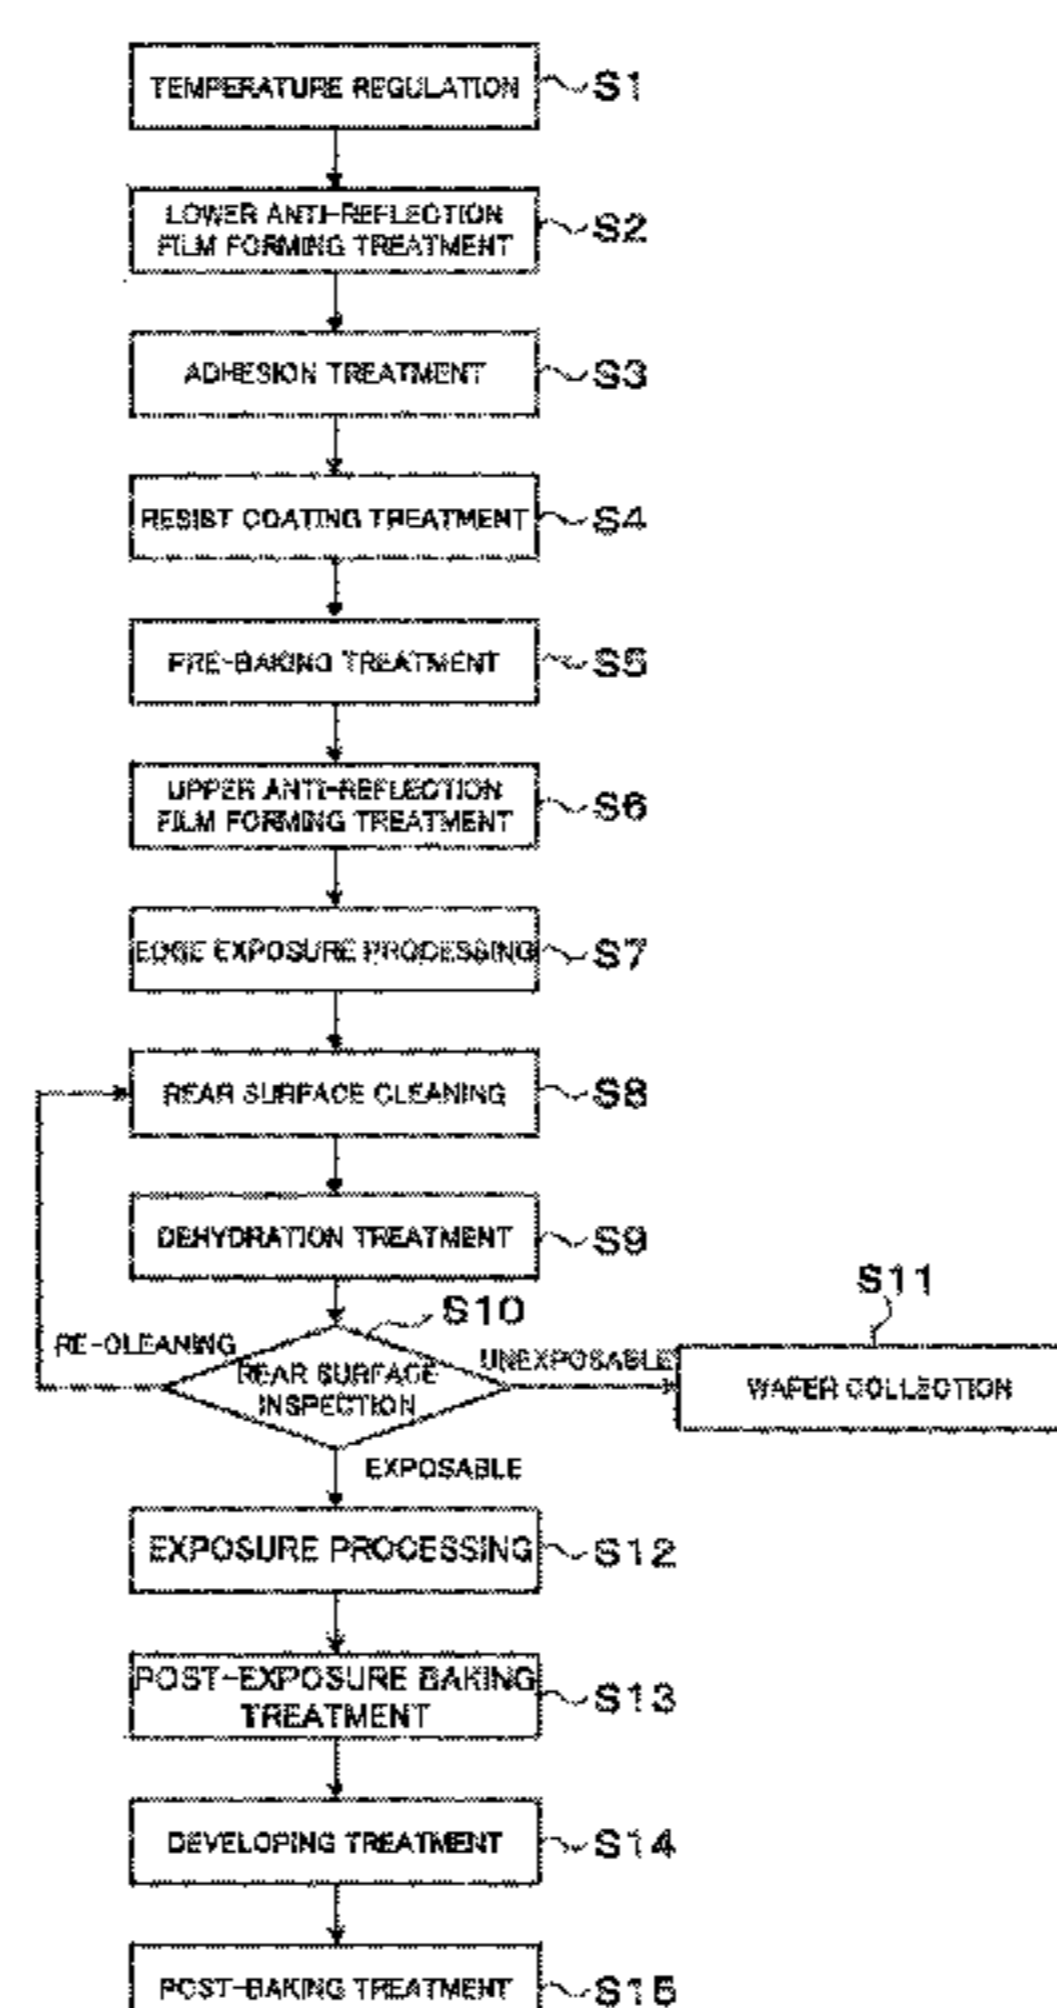 TEMPERATURE REGULATION
S1
LOWER ANTI-REFLECTION
FILM FORMING TREATMENT
S2
ADHESION TREATMENT
S3
RESIST COATING TREATMENT
S4
PRE-BAKING TREATMENT
S5
UPPER ANTI-REFLECTION
FILM FORMING TREATMENT
S6
EDGE EXPOSURE PROCESSING
S7
REAR SURFACE CLEANING
S8
DEHYDRATION TREATMENT
S9
S10
RE-CLEANING
REAR SURFACE
INSPECTION
UNEXPOSABLE
S11
WAFER COLLECTION
EXPOSABLE
EXPOSURE PROCESSING
S12
POST-EXPOSURE BAKING
TREATMENT
S13
DEVELOPING TREATMENT
S14
POST-BAKING TREATMENT
S15